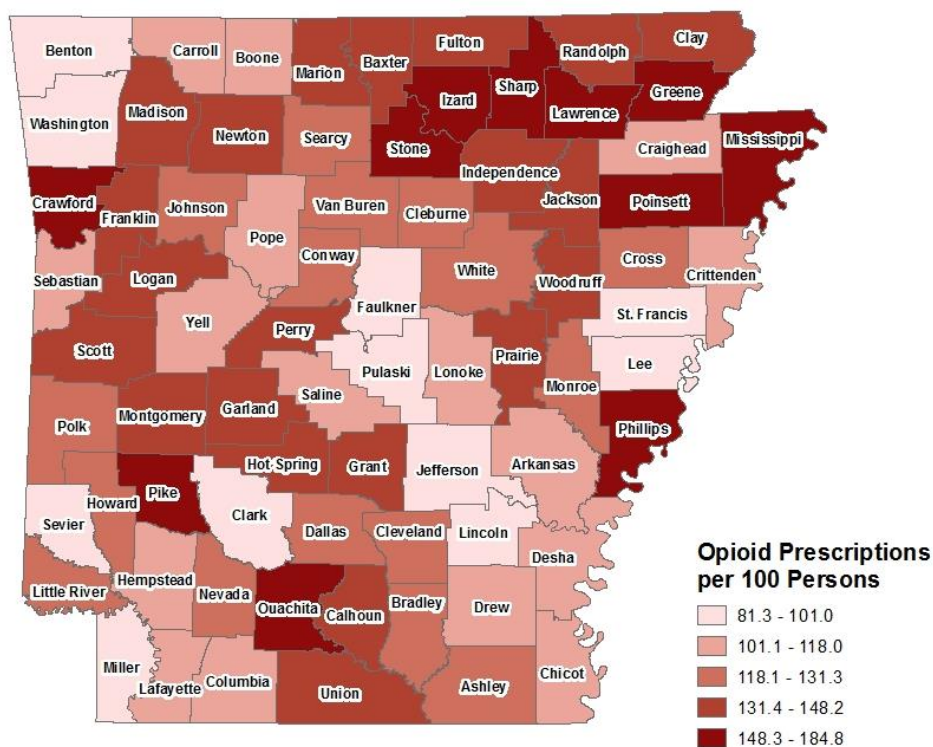 Benton
Carroll
Boone
Marion
Baxter
Fulton
Randolph
Clay
Washington
Madison
Newton
Searcy
Stone
Izard
Sharp
Lawrence
Greene
Craighead
Mississippi
Crawford
Franklin
Johnson
Pope
Van Buren
Cleburne
Independence
Jackson
Poinsett
Sebastian
Logan
Conway
White
Woodruff
Cross
Crittenden
Yell
Faulkner
St. Francis
Scott
Perry
Pulaski
Lonoke
Prairie
Monroe
Lee
Polk
Montgomery
Garland
Saline
Phillips
Hot Spring
Grant
Jefferson
Arkansas
Sevier
Howard
Pike
Clark
Dallas
Cleveland
Lincoln
Desha
Little River
Hempstead
Nevada
Ouachita
Calhoun
Bradley
Drew
Miller
Lafayette
Columbia
Union
Ashley
Chicot
Opioid Prescriptions
per 100 Persons
81.3 - 101.0
101.1 - 118.0
118.1 - 131.3
131.4 - 148.2
148.3 - 184.8